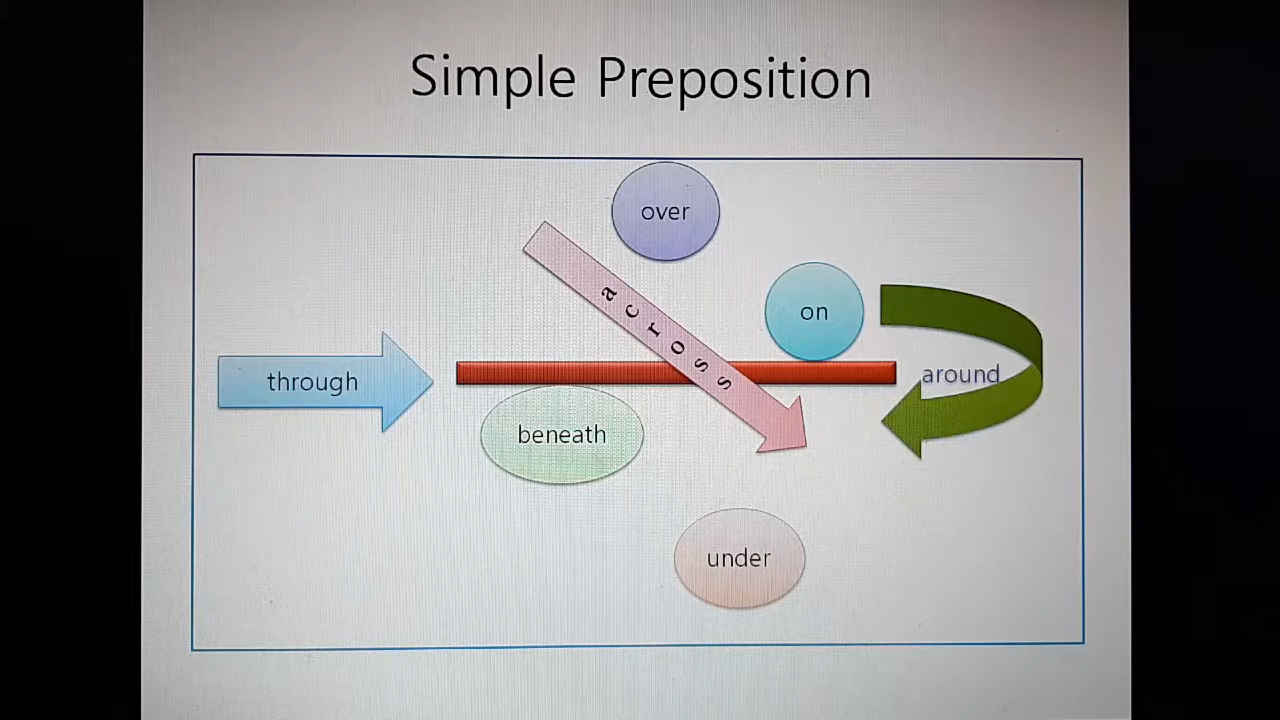 Simple Preposition
over
across
on
through
around
beneath
under